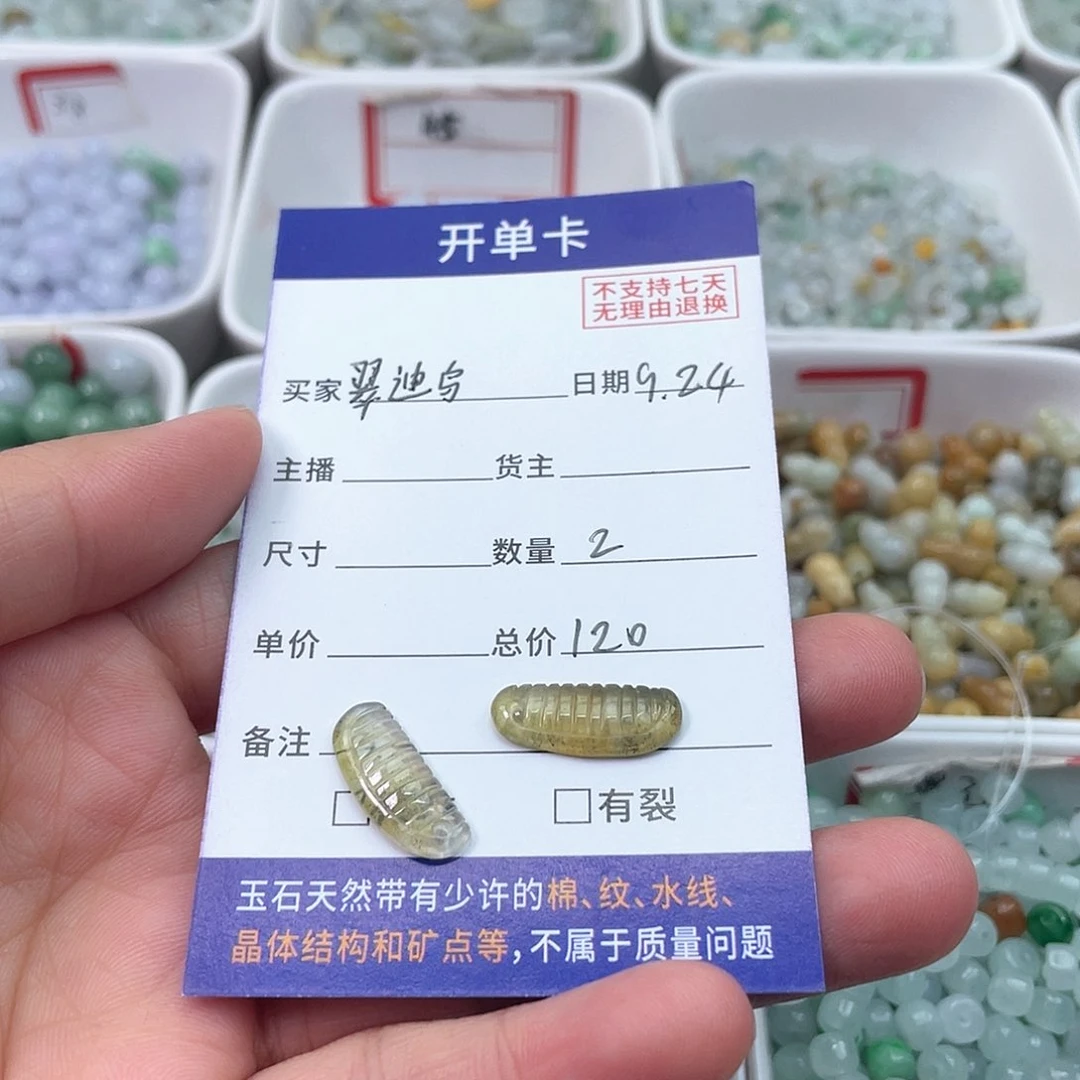 开单卡
不支持七天
无理由退换
买家 翠迪鸟 日期 9.24
主播 货主
尺寸 数量 2
单价 总价 120
备注
有裂
玉石天然带有少许的棉、纹、水线、
晶体结构和矿点等，不属于质量问题